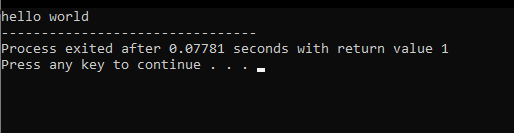 hello world
--------------------------------
Process exited after 0.07781 seconds with return value 1
Press any key to continue . . .